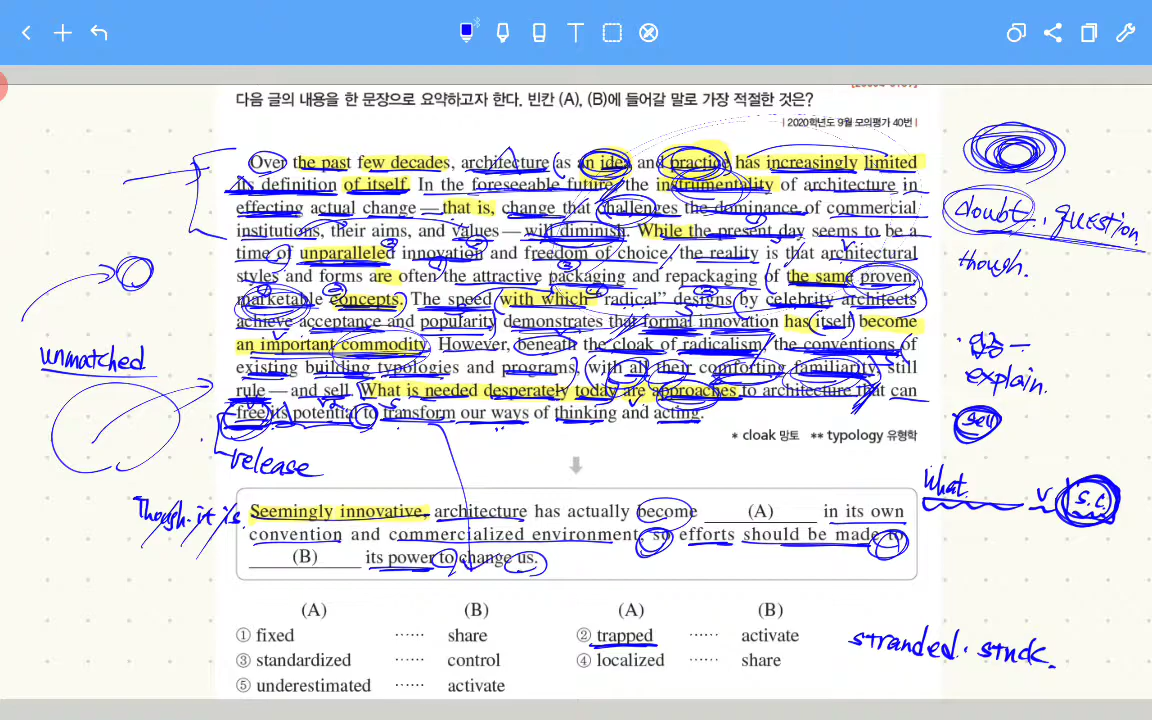 다음 글의 내용을 한 문장으로 요약하고자 한다. 빈칸 (A), (B)에 들어갈 말로 가장 적절한 것은?
| 2020학년도 9월 모의평가 40번 |
Over the past few decades, architecture as an idea and practice has increasingly limited
its definition of itself. In the foreseeable future, the instrumentality of architecture in
effecting actual change — that is, change that challenges the dominance of commercial
institutions, their aims, and values — will diminish. While the present day seems to be a
time of unparalleled innovation and freedom of choice, the reality is that architectural
styles and forms are often the attractive packaging and repackaging of the same proven,
marketable concepts. The speed with which "radical" designs by celebrity architects
achieve acceptance and popularity demonstrates that formal innovation has itself become
an important commodity. However, beneath the cloak of radicalism, the conventions of
existing building typologies and programs, with all their comforting familiarity, still
rule — and sell. What is needed desperately today are approaches to architecture that can
free its potential to transform our ways of thinking and acting.
* cloak 망토 ** typology 유형학
doubt. question
though.
unmatched
explain.
sell
release
What V S.C.
Though it is
Seemingly innovative, architecture has actually become (A) in its own
convention and commercialized environment, so efforts should be made to
(B) its power to change us.
(A) (B) (A) (B)
① fixed ······ share ② trapped ······ activate
③ standardized ······ control ④ localized ······ share
⑤ underestimated ······ activate
stranded. stuck.